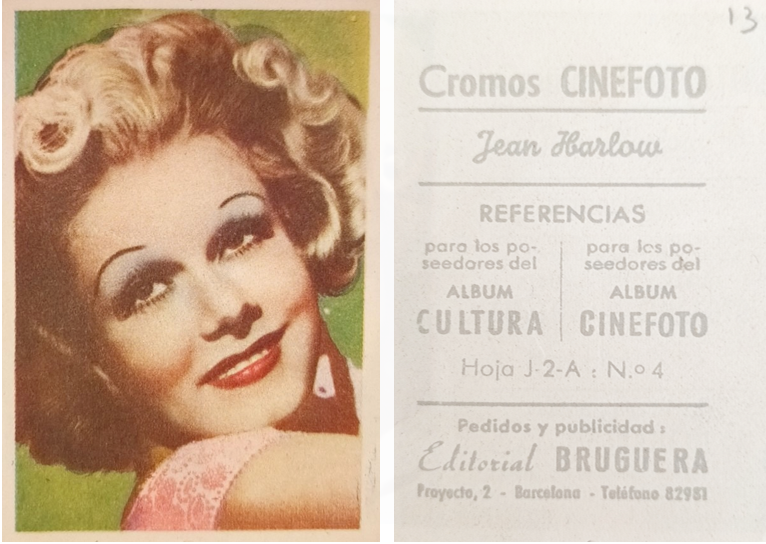 13
Cromos CINEFOTO
Jean Harlow
REFERENCIAS
para los po-
seedores del
ALBUM
CULTURA
para los po-
seedores del
ALBUM
CINEFOTO
Hoja J-2-A : N.º 4
Pedidos y publicidad :
Editorial BRUGUERA
Proyecto, 2 - Barcelona - Teléfono 82951